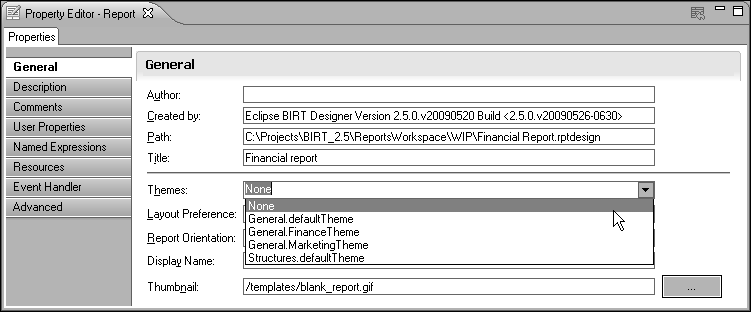 Property Editor - Report
Properties
General
Description
Comments
User Properties
Named Expressions
Resources
Event Handler
Advanced
General
Author:
Created by: Eclipse BIRT Designer Version 2.5.0.v20090520 Build <2.5.0.v20090526-0630>
Path: C:\Projects\BIRT_2.5\ReportsWorkspace\WIP\Financial Report.rptdesign
Title: Financial report
Themes: None
None
Layout Preference:
General.defaultTheme
General.FinanceTheme
Report Orientation:
General.MarketingTheme
Display Name:
Structures.defaultTheme
Thumbnail: /templates/blank_report.gif ...